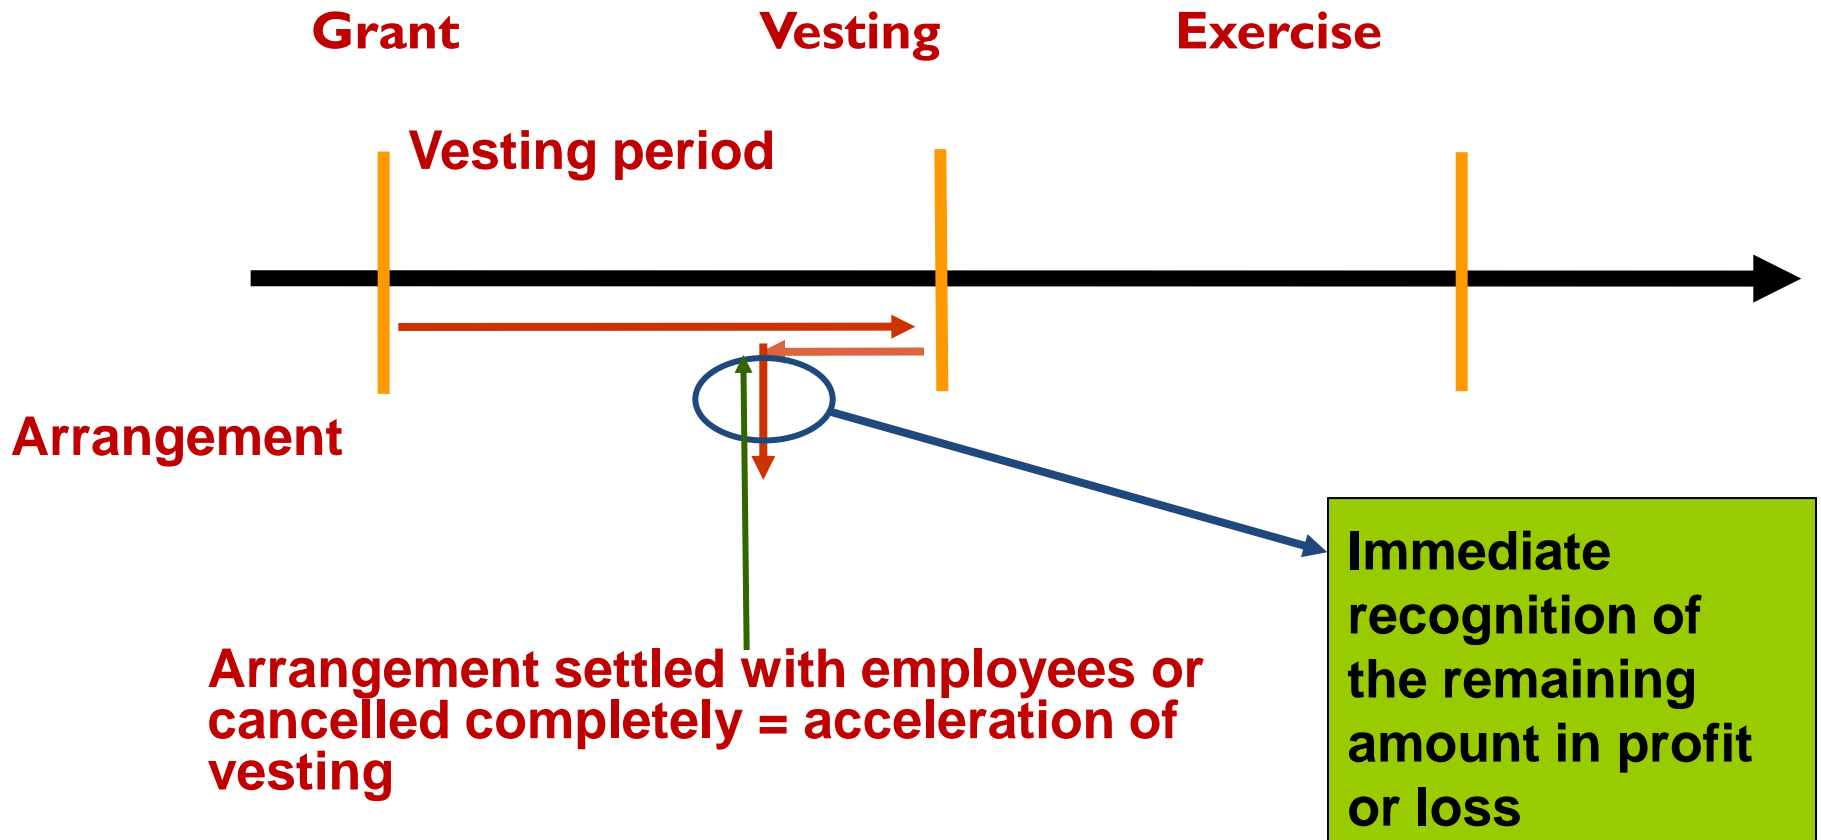 Grant Vesting Exercise
Vesting period
Arrangement
Arrangement settled with employees or
cancelled completely = acceleration of
vesting
Immediate
recognition of
the remaining
amount in profit
or loss